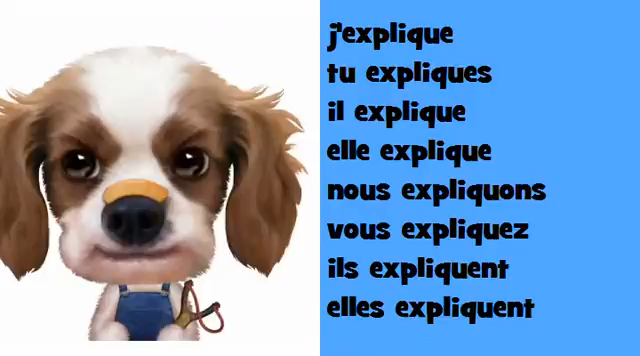 j'explique
tu expliques
il explique
elle explique
nous expliquons
vous expliquez
ils expliquent
elles expliquent